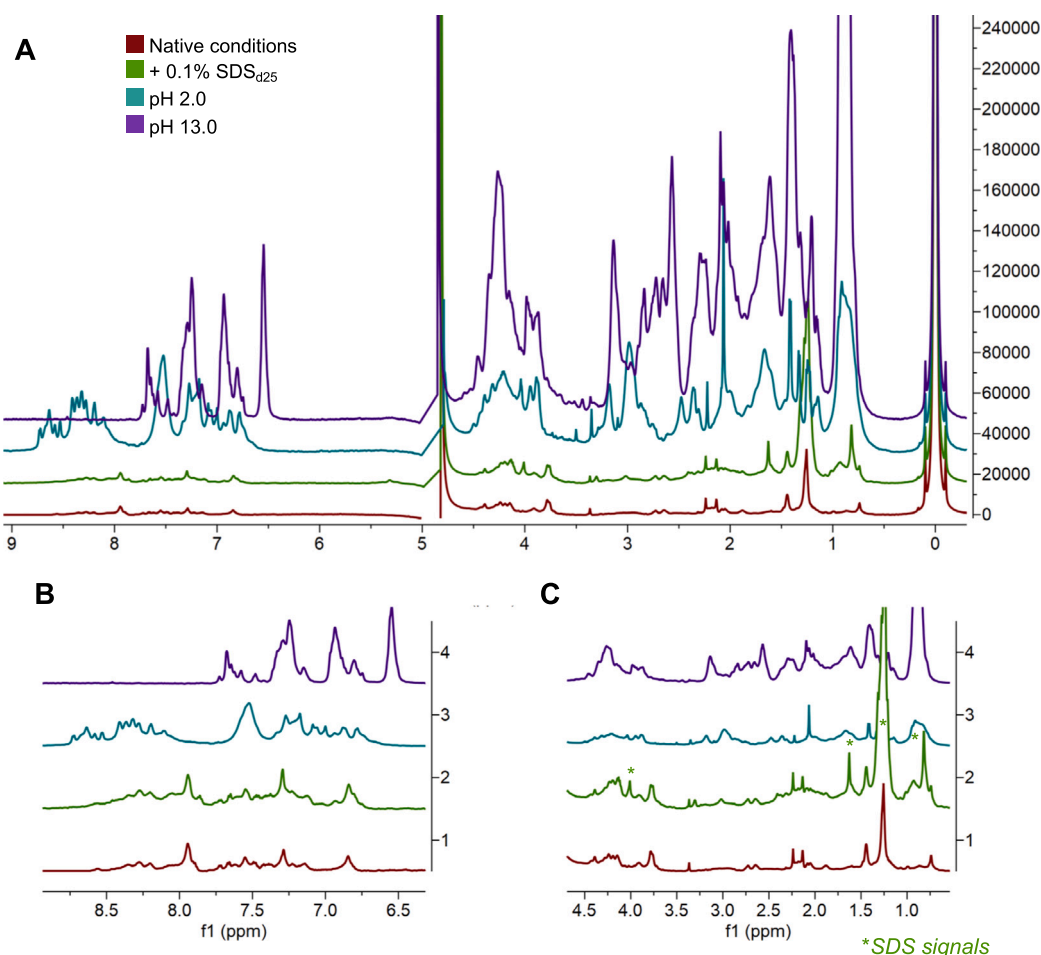 A
Native conditions
+ 0.1% SDSd25
pH 2.0
pH 13.0
240000
220000
200000
180000
160000
140000
120000
100000
80000
60000
40000
20000
0
9 8 7 6 5 4 3 2 1 0
B
C
4
3
2
1
4
3
2
1
8.5 8.0 7.5 7.0 6.5
f1 (ppm)
4.5 4.0 3.5 3.0 2.5 2.0 1.5 1.0
f1 (ppm)
* * * *
*SDS signals